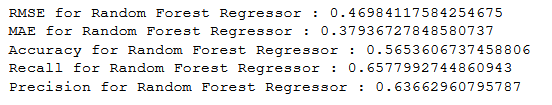 RMSE for Random Forest Regressor : 0.46984117584254675
MAE for Random Forest Regressor : 0.37936727848580737
Accuracy for Random Forest Regressor : 0.5653606737458806
Recall for Random Forest Regressor : 0.6577992744860943
Precision for Random Forest Regressor : 0.63662960795787